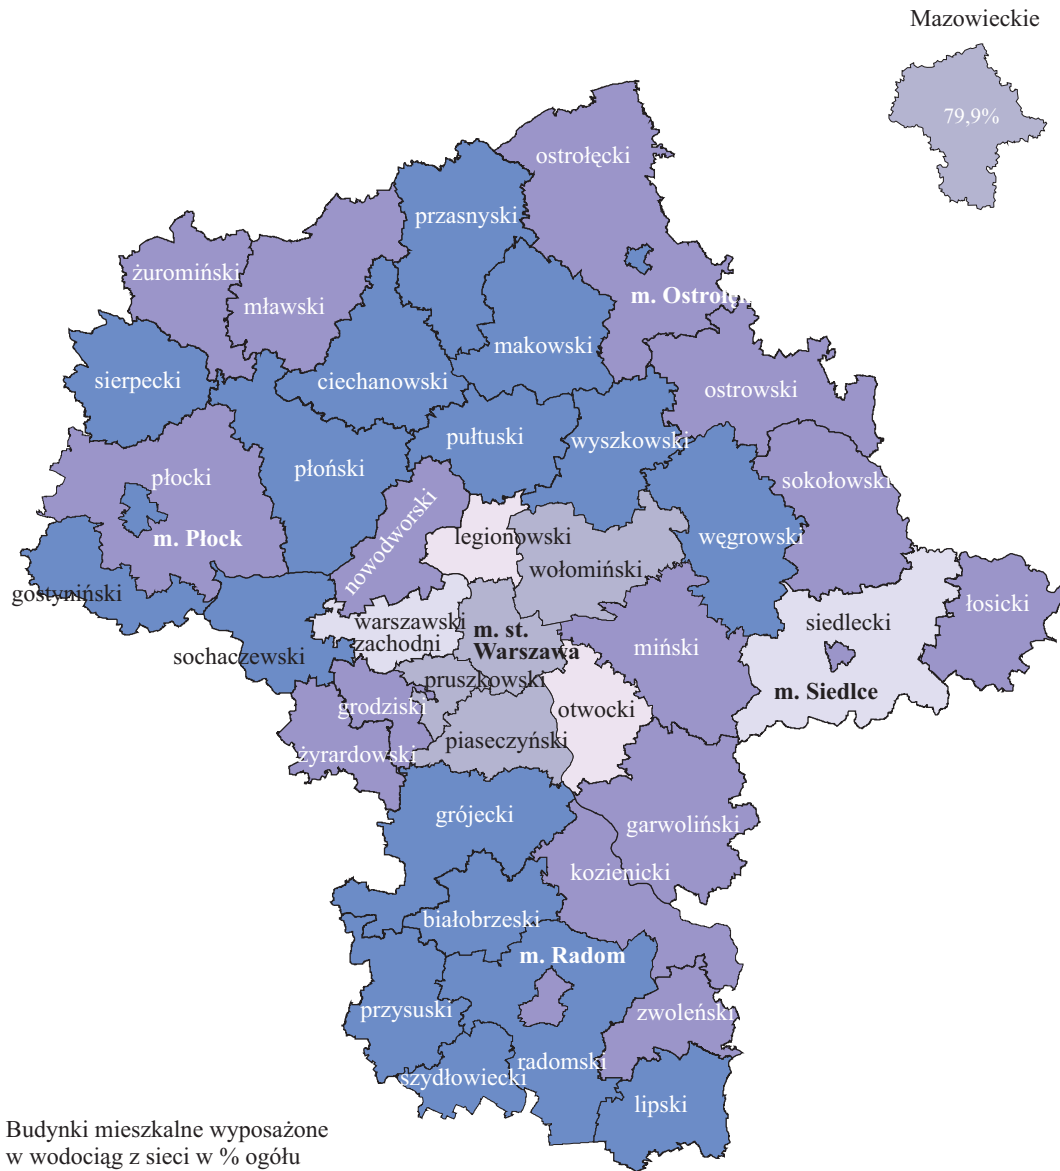 Mazowieckie
79,9%
ostrołęcki
przasnyski
żuromiński
mławski
m. Ostrołęk
makowski
sierpecki
ciechanowski
ostrowski
pułtuski
wyszkowski
płocki
płoński
sokołowski
nowodworski
legionowski
węgrowski
m. Płock
wołomiński
gostyniński
łosicki
warszawski
zachodni
siedlecki
m. st.
Warszawa
miński
sochaczewski
pruszkowski
m. Siedlce
grodziski
otwocki
piaseczyński
żyrardowski
grójecki
garwoliński
kozienicki
białobrzeski
m. Radom
przysuski
zwoleński
radomski
szydłowiecki
lipski
Budynki mieszkalne wyposażone
w wodociąg z sieci w % ogółu